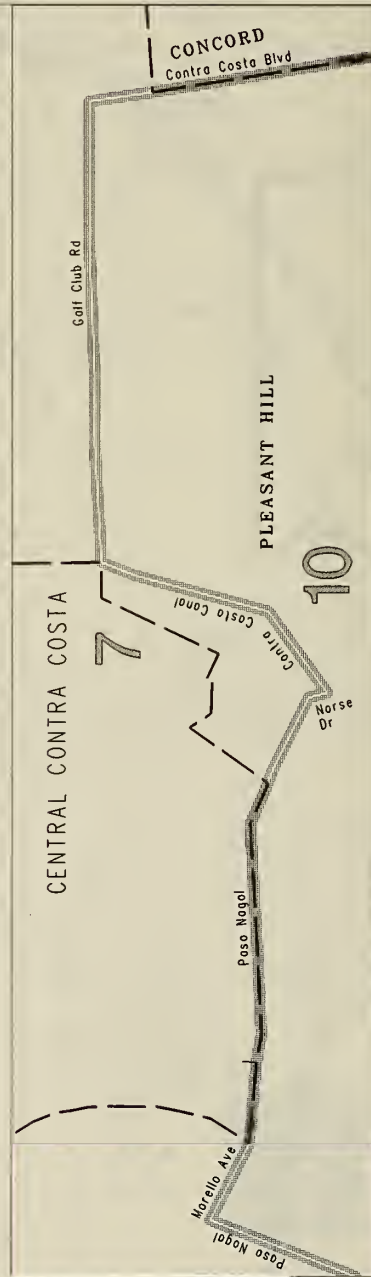 CONCORD
Contra Costa Blvd
Golf Club Rd
PLEASANT HILL
CENTRAL CONTRA COSTA
7
10
Contra Costa Canal
Norse
Dr
Paso Nogal
Morello Ave
Paso Nogal